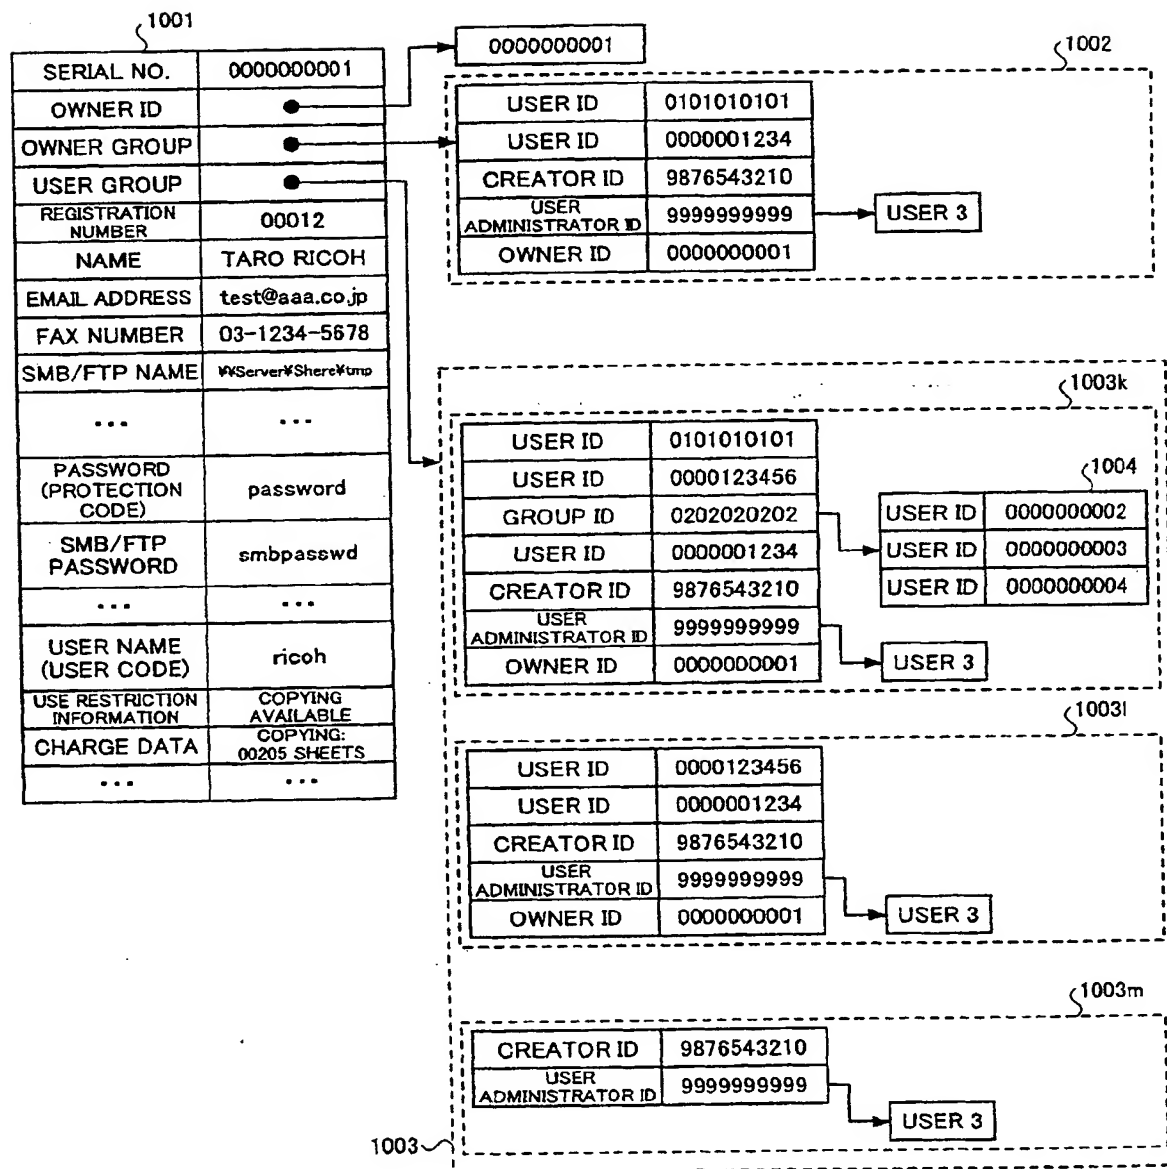 1001
SERIAL NO. 0000000001
OWNER ID
OWNER GROUP
USER GROUP
REGISTRATION
NUMBER
00012
NAME TARO RICOH
EMAIL ADDRESS test@aaa.co.jp
FAX NUMBER 03-1234-5678
SMB/FTP NAME ¥¥Server¥Shere¥tmp
... ...
PASSWORD
(PROTECTION
CODE)
password
SMB/FTP
PASSWORD
smbpasswd
... ...
USER NAME
(USER CODE)
ricoh
USE RESTRICTION
INFORMATION
COPYING
AVAILABLE
CHARGE DATA
COPYING:
00205 SHEETS
... ...
0000000001
1002
USER ID 0101010101
USER ID 0000001234
CREATOR ID 9876543210
USER
ADMINISTRATOR ID
9999999999
USER 3
OWNER ID 0000000001
1003k
USER ID 0101010101
USER ID 0000123456
GROUP ID 0202020202
USER ID 0000001234
CREATOR ID 9876543210
USER
ADMINISTRATOR ID
9999999999
OWNER ID 0000000001
1004
USER ID 0000000002
USER ID 0000000003
USER ID 0000000004
USER 3
1003l
USER ID 0000123456
USER ID 0000001234
CREATOR ID 9876543210
USER
ADMINISTRATOR ID
9999999999
OWNER ID 0000000001
USER 3
1003m
CREATOR ID 9876543210
USER
ADMINISTRATOR ID
9999999999
USER 3
1003